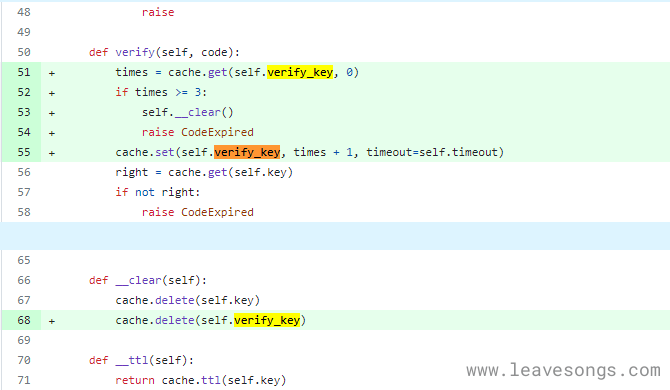 48 raise
49
50 def verify(self, code):
51 + times = cache.get(self.verify_key, 0)
52 + if times >= 3:
53 + self.__clear()
54 + raise CodeExpired
55 + cache.set(self.verify_key, times + 1, timeout=self.timeout)
56 right = cache.get(self.key)
57 if not right:
58 raise CodeExpired
65
66 def __clear(self):
67 cache.delete(self.key)
68 + cache.delete(self.verify_key)
69
70 def __ttl(self):
71 return cache.ttl(self.key)
www.leavesongs.com